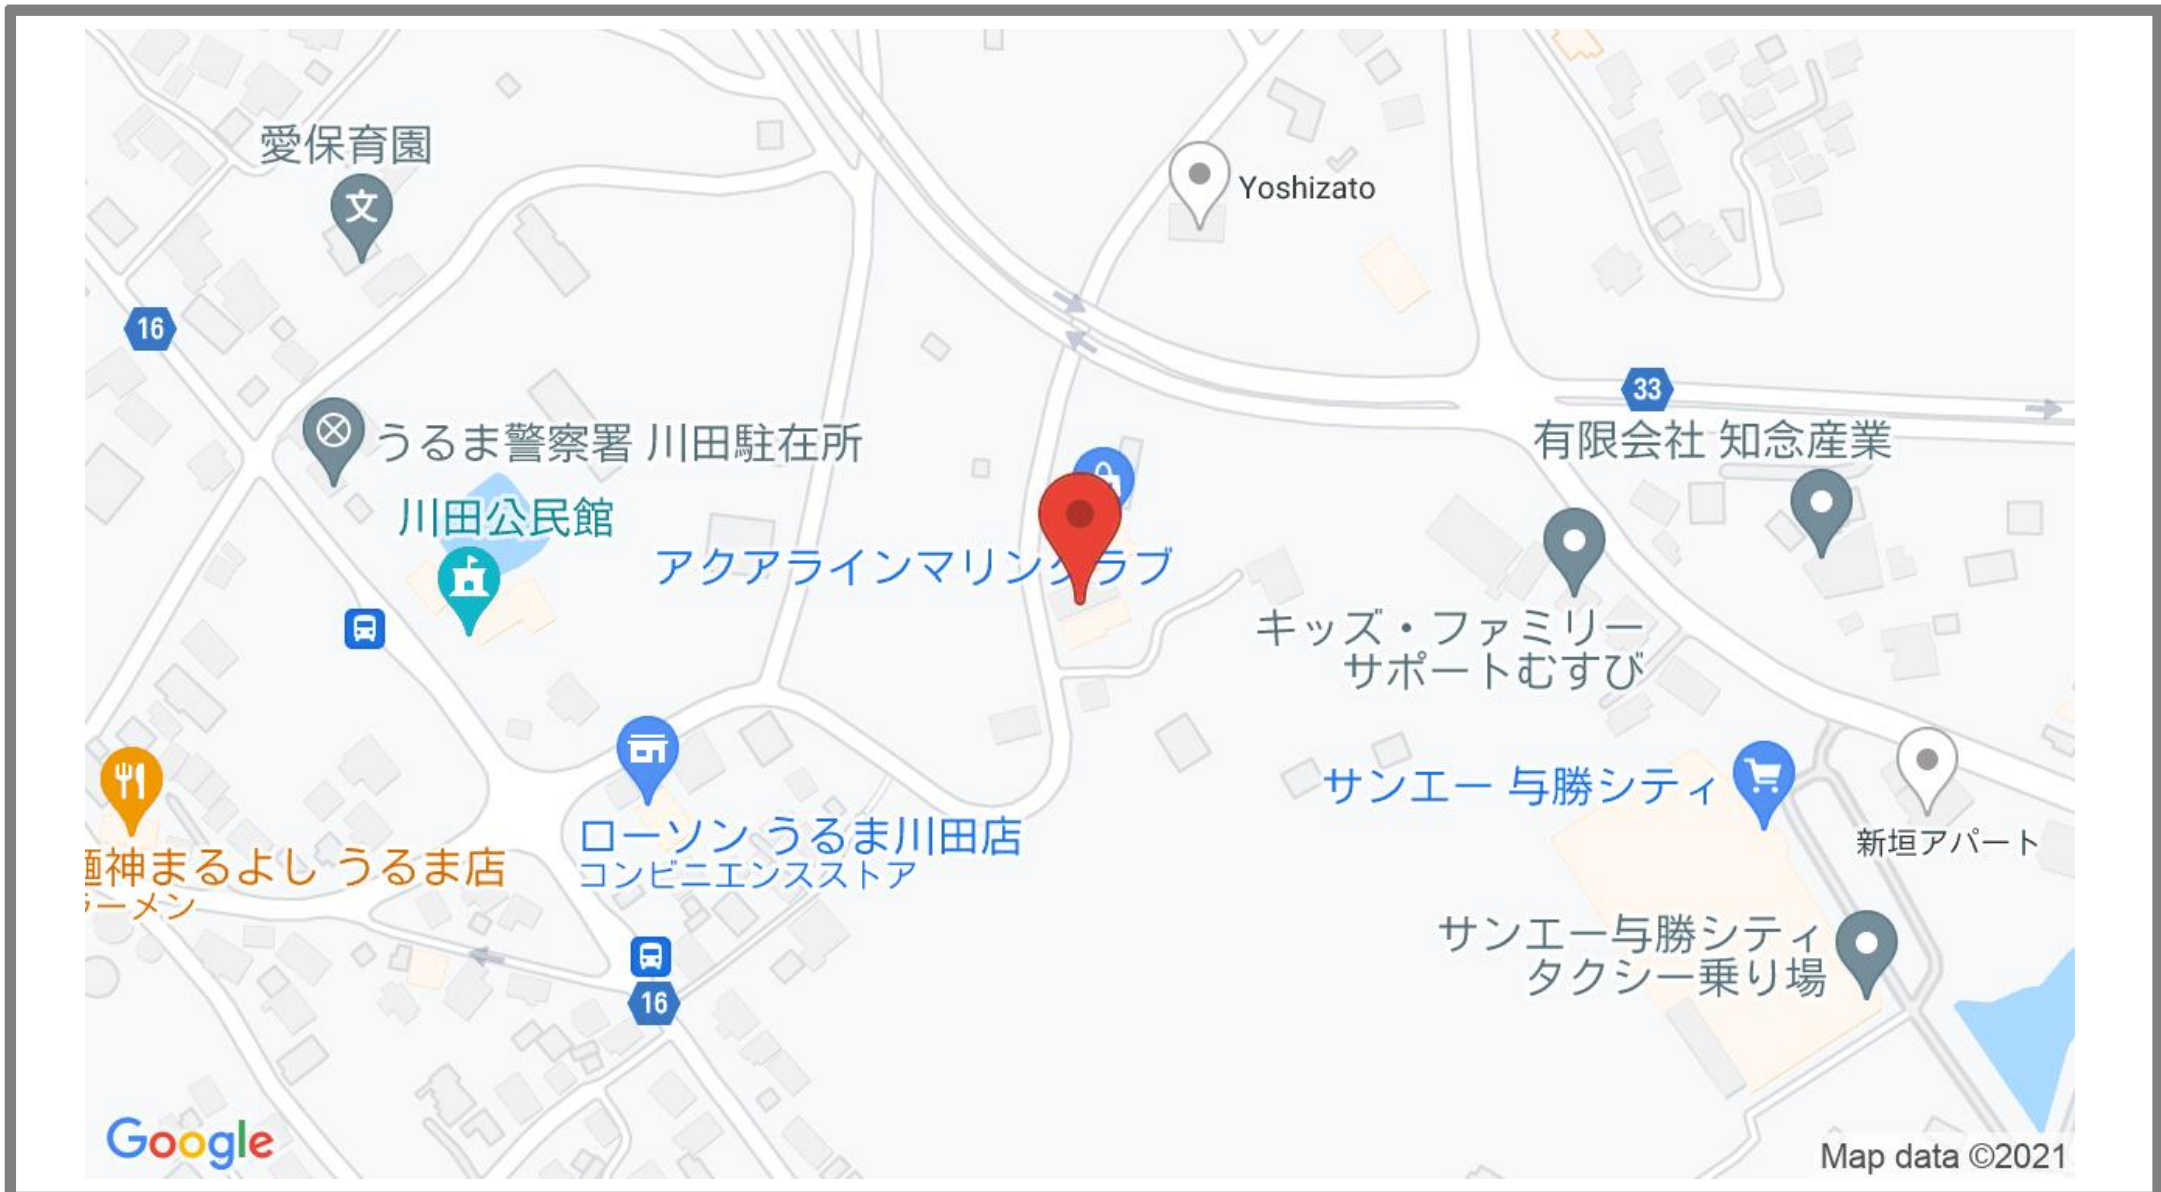 愛保育園
文
Yoshizato
16
33
うるま警察署 川田駐在所
有限会社 知念産業
川田公民館
アクアラインマリンクラブ
キッズ・ファミリー
サポートむすび
サンエー 与勝シティ
ローソン うるま川田店
コンビニエンスストア
新垣アパート
神まるよし うるま店
ーメン
サンエー与勝シティ
タクシー乗り場
16
Google
Map data ©2021